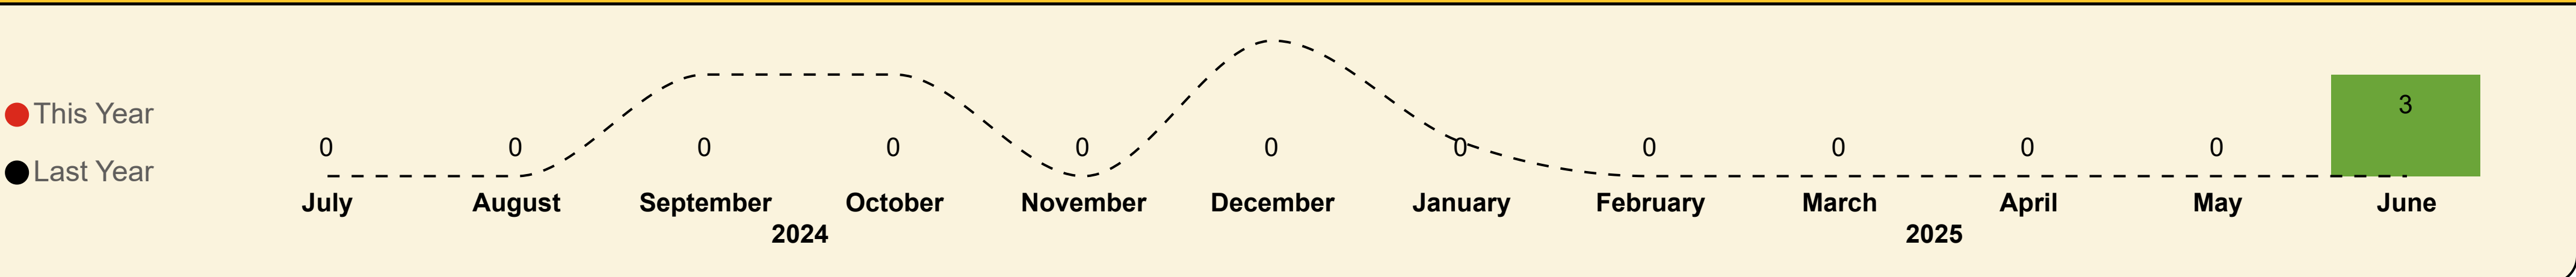 This Year
Last Year
0 0 0 0 0 0 0 0 0 0 0 3
July August September October November December January February March April May June
2024 2025